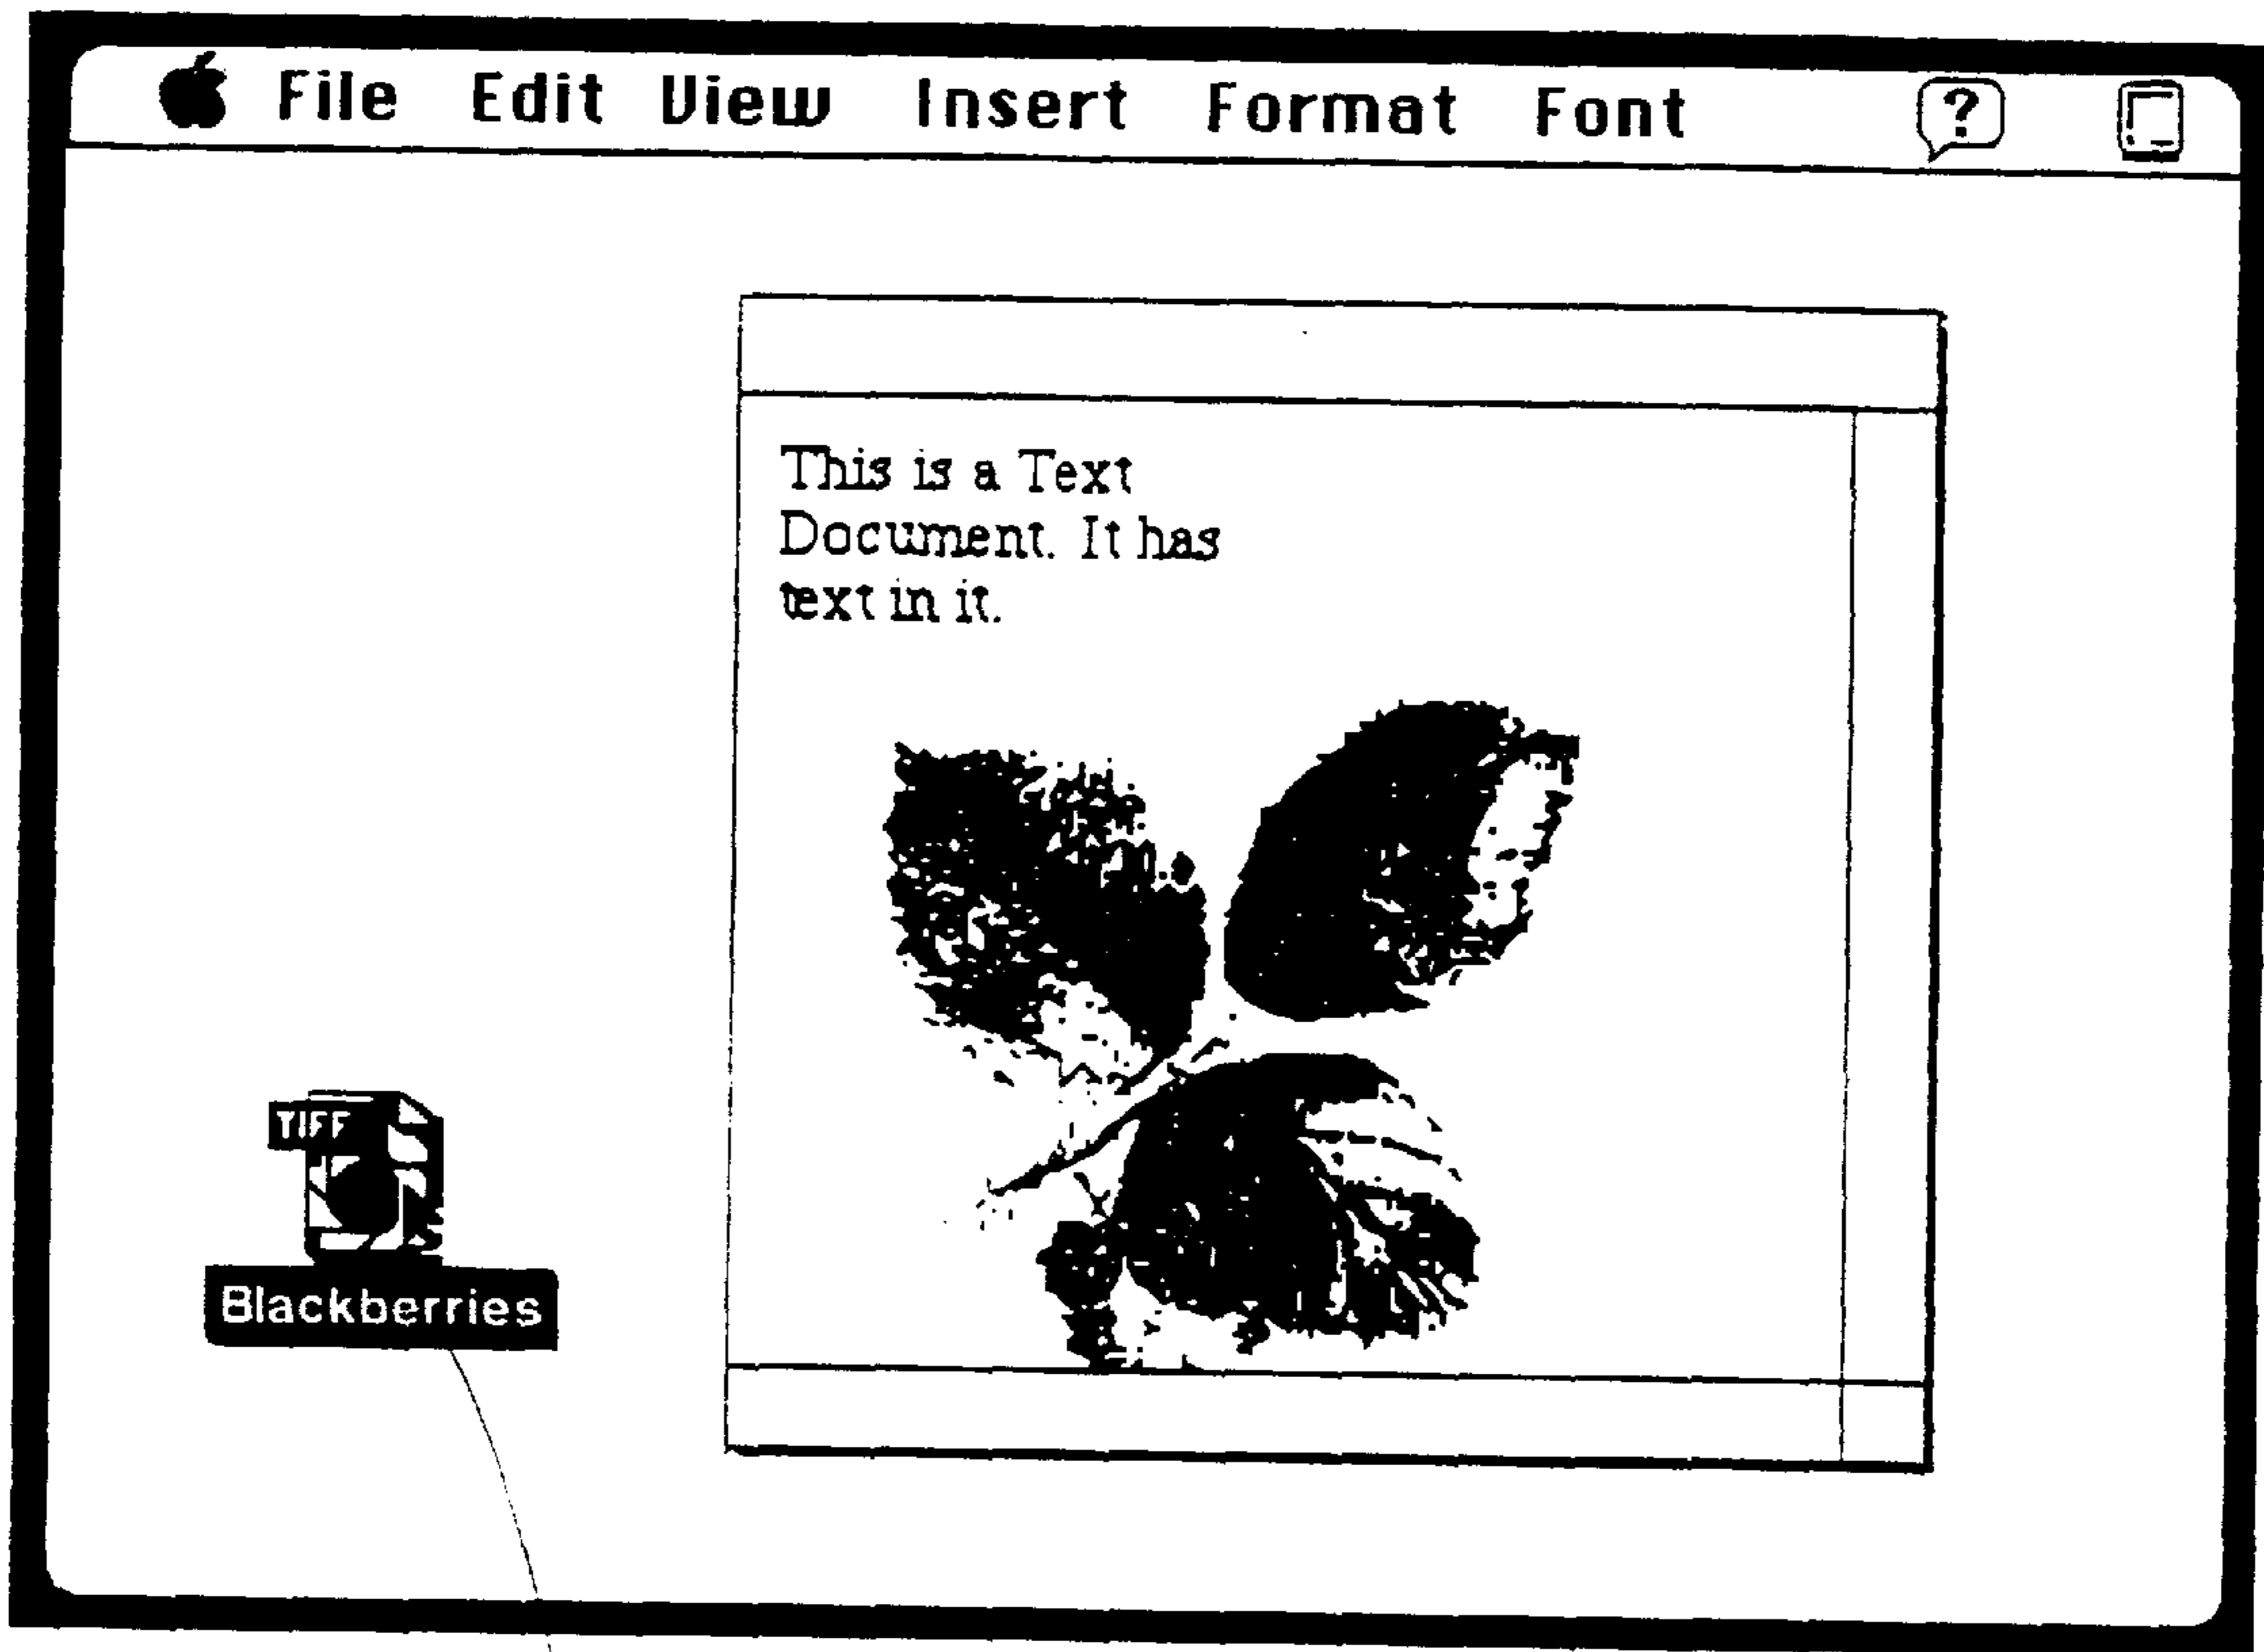 File Edit View Insert Format Font ?
This is a Text
Document. It has
text in it.
TIFF
Blackberries